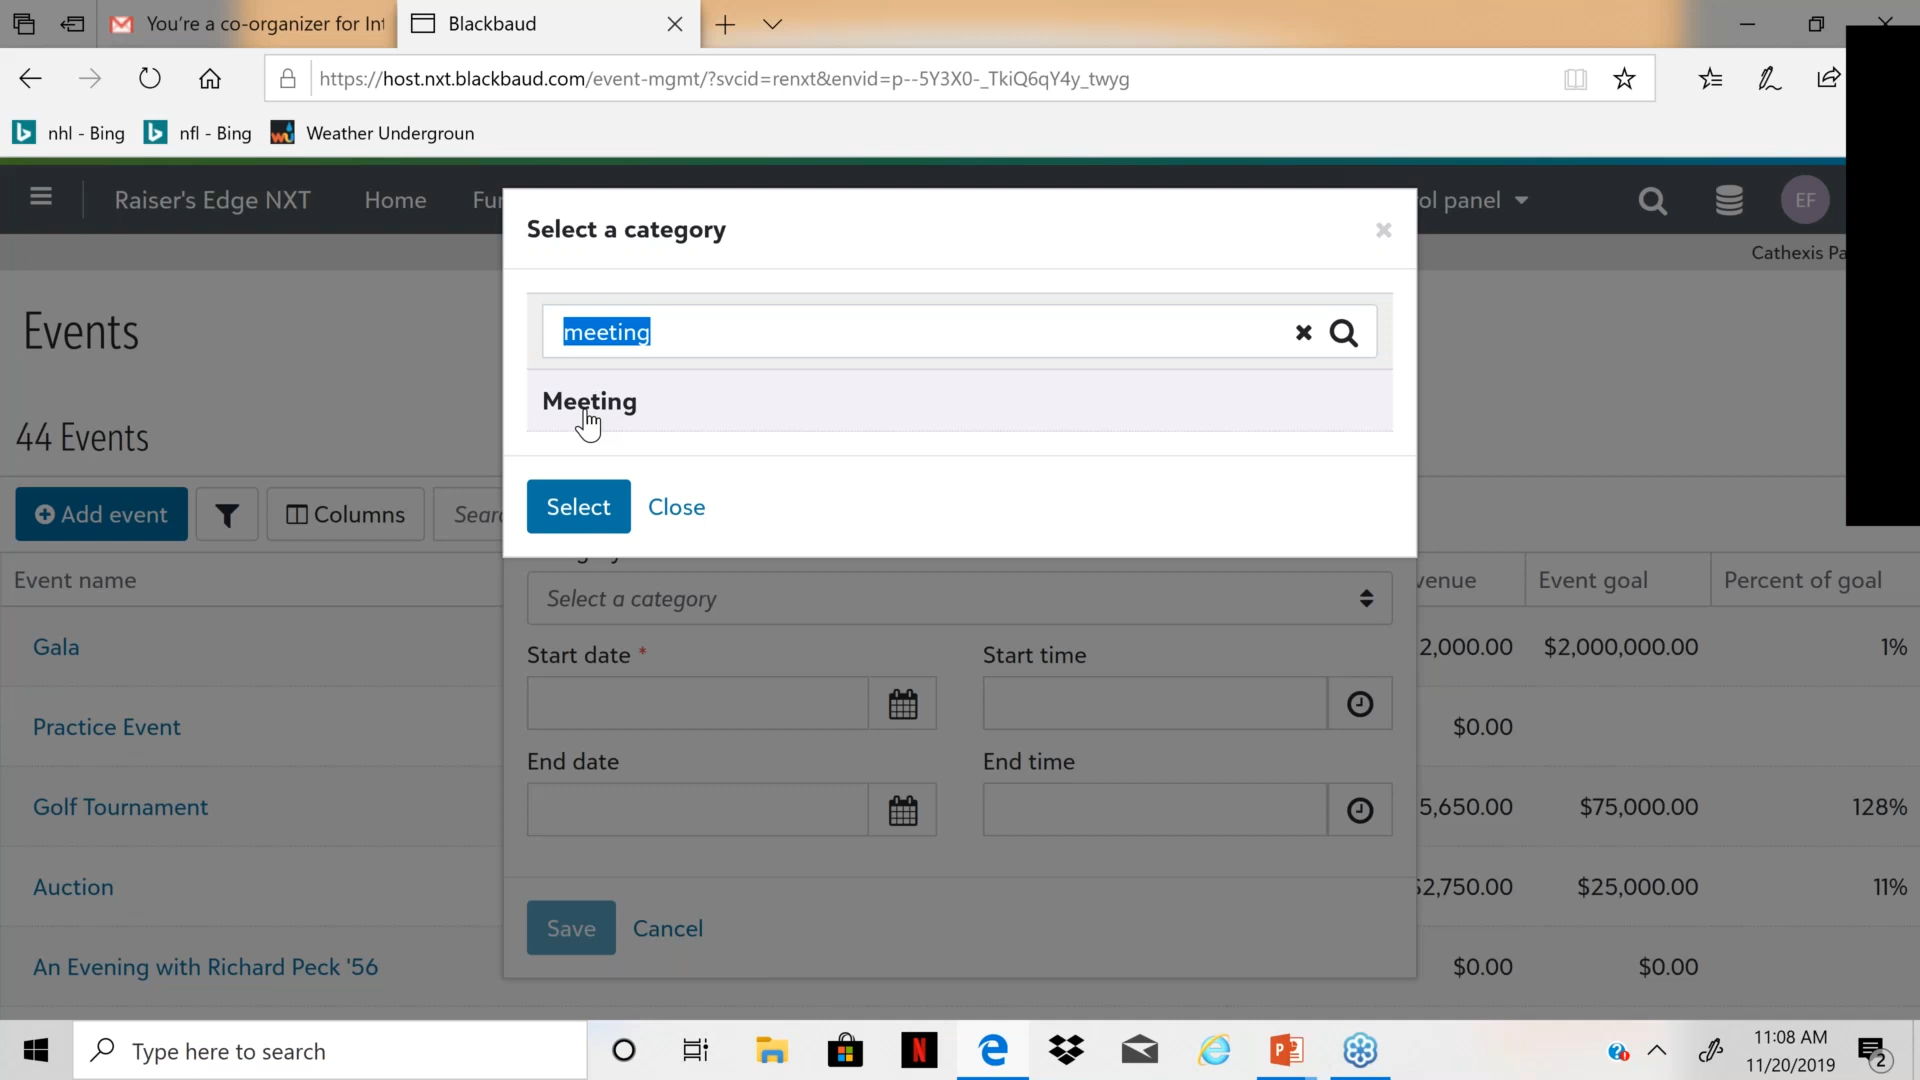 You're a co-organizer for Int
Blackbaud
https://host.nxt.blackbaud.com/event-mgmt/?svcid=renxt&envid=p--5Y3X0-_TkiQ6qY4y_twyg
nhl - Bing
nfl - Bing
Weather Undergroun
Raiser's Edge NXT
Home
Fu
ol panel
EF
Cathexis Pa
Select a category
meeting
Meeting
Select
Close
Events
44 Events
Add event
Columns
Sear
Select a category
Event name
venue
Event goal
Percent of goal
Start date *
Start time
End date
End time
Save
Cancel
Gala
2,000.00
$2,000,000.00
1%
Practice Event
$0.00
Golf Tournament
5,650.00
$75,000.00
128%
Auction
2,750.00
$25,000.00
11%
An Evening with Richard Peck '56
$0.00
$0.00
Type here to search
11:08 AM
11/20/2019
2